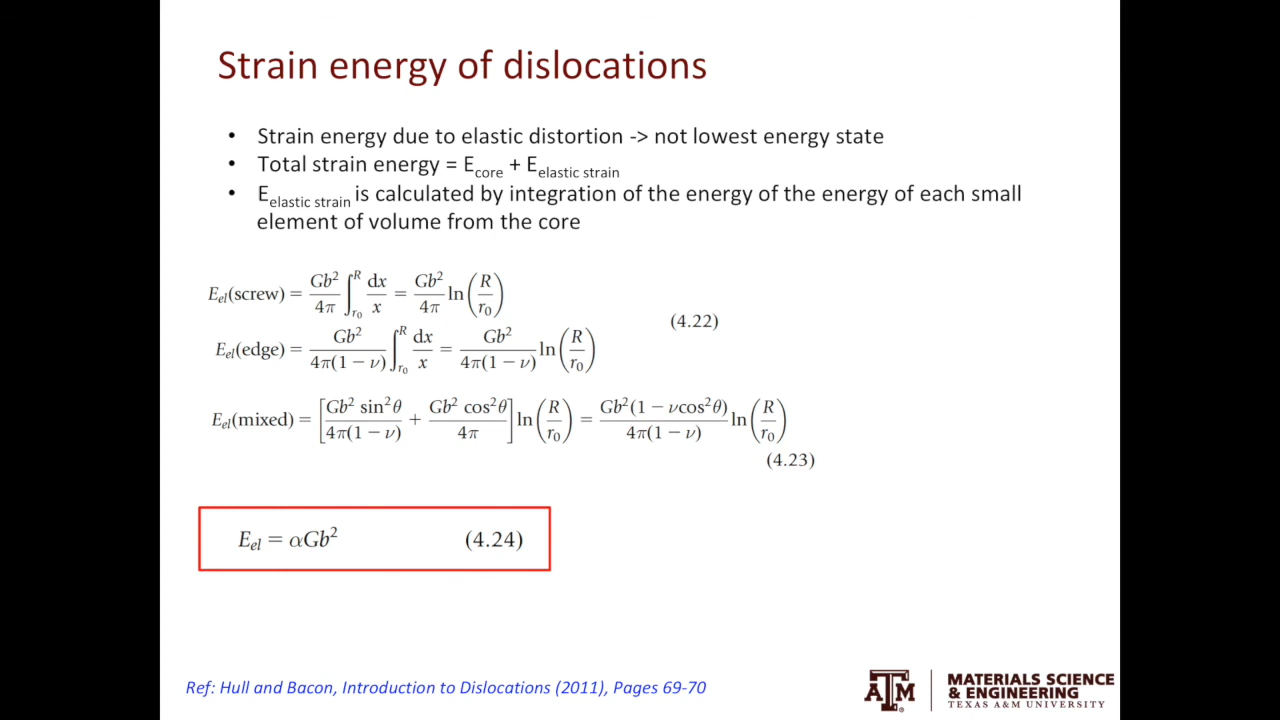 Strain energy of dislocations
• Strain energy due to elastic distortion -> not lowest energy state
• Total strain energy = E_core + E_elastic strain
• E_elastic strain is calculated by integration of the energy of the energy of each small
element of volume from the core
E_el(screw) = Gb²/4π ∫_{r₀}^{R} dx/x = Gb²/4π ln(R/r₀)
(4.22)
E_el(edge) = Gb²/4π(1 − ν) ∫_{r₀}^{R} dx/x = Gb²/4π(1 − ν) ln(R/r₀)
E_el(mixed) = [Gb² sin²θ/4π(1 − ν) + Gb² cos²θ/4π] ln(R/r₀) = Gb²(1 − νcos²θ)/4π(1 − ν) ln(R/r₀)
(4.23)
E_el = αGb² (4.24)
Ref: Hull and Bacon, Introduction to Dislocations (2011), Pages 69-70
ATM
MATERIALS SCIENCE
& ENGINEERING
TEXAS A&M UNIVERSITY